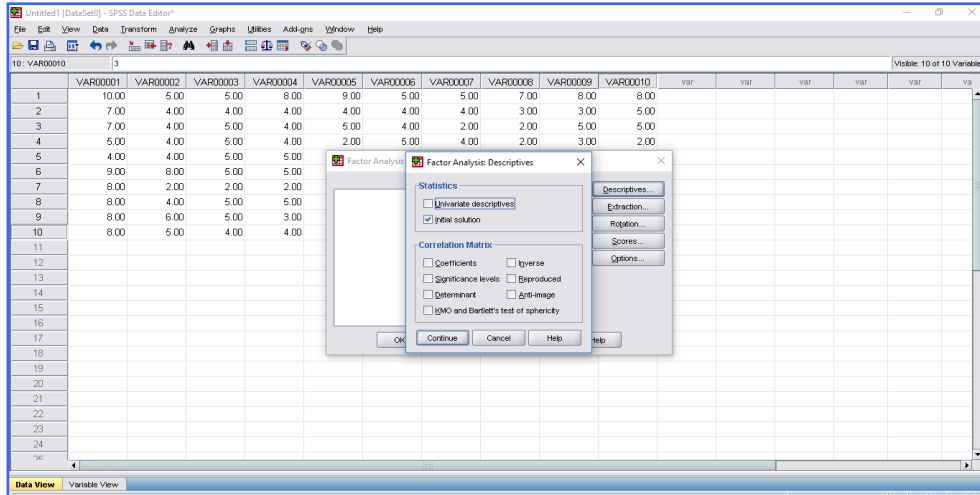 Untitled1 [DataSet0] - SPSS Data Editor*
File Edit View Data Transform Analyze Graphs Utilities Add-ons Window Help
10 : VAR00010 3 Visible: 10 of 10 Variable
VAR00001 VAR00002 VAR00003 VAR00004 VAR00005 VAR00006 VAR00007 VAR00008 VAR00009 VAR00010 var var var var va
1 10.00 5.00 5.00 8.00 9.00 5.00 5.00 7.00 8.00 8.00
2 7.00 4.00 4.00 4.00 4.00 4.00 4.00 3.00 3.00 5.00
3 7.00 4.00 5.00 4.00 5.00 4.00 2.00 2.00 5.00 5.00
4 5.00 4.00 5.00 4.00 2.00 5.00 4.00 2.00 3.00 2.00
5 4.00 4.00 5.00 5.00
6 9.00 8.00 5.00 5.00
7 8.00 2.00 2.00 2.00
8 8.00 4.00 5.00 5.00
9 8.00 6.00 5.00 3.00
10 8.00 5.00 4.00 4.00
11
12
13
14
15
16
17
18
19
20
21
22
23
24
Factor Analysis
Factor Analysis: Descriptives
Statistics
Univariate descriptives
Initial solution
Correlation Matrix
Coefficients Inverse
Significance levels Reproduced
Determinant Anti-image
KMO and Bartlett's test of sphericity
Continue Cancel Help
Descriptives...
Extraction...
Rotation...
Scores...
Options...
OK
Help
Data View Variable View